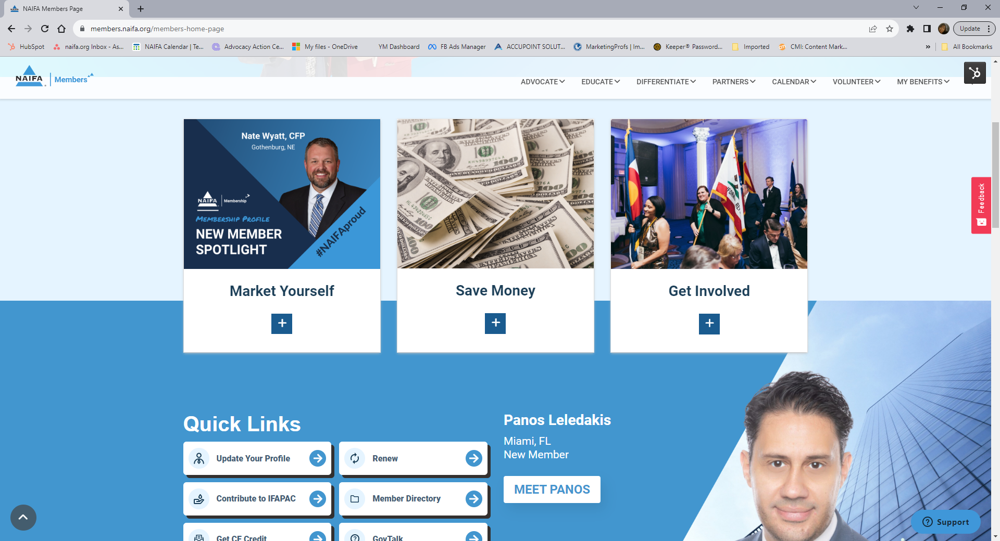 NAIFA Members Page
members.naifa.org/members-home-page
Update
HubSpot
naifa.org Inbox - As...
NAIFA Calendar | Te...
Advocacy Action Ce...
My files - OneDrive
YM Dashboard
FB Ads Manager
ACCUPOINT SOLUT...
MarketingProfs | Im...
Keeper® Password...
Imported
CMI: Content Mark...
»
All Bookmarks
NAIFA
Members
ADVOCATE
EDUCATE
DIFFERENTIATE
PARTNERS
CALENDAR
VOLUNTEER
MY BENEFITS
Nate Wyatt, CFP
Gothenburg, NE
NAIFA
Membership
MEMBERSHIP PROFILE
NEW MEMBER
SPOTLIGHT
#NAIFAproud
Feedback
Market Yourself
Save Money
Get Involved
+
+
+
Quick Links
Update Your Profile
Renew
Contribute to IFAPAC
Member Directory
Get CE Credit
GovTalk
Panos Leledakis
Miami, FL
New Member
MEET PANOS
Support